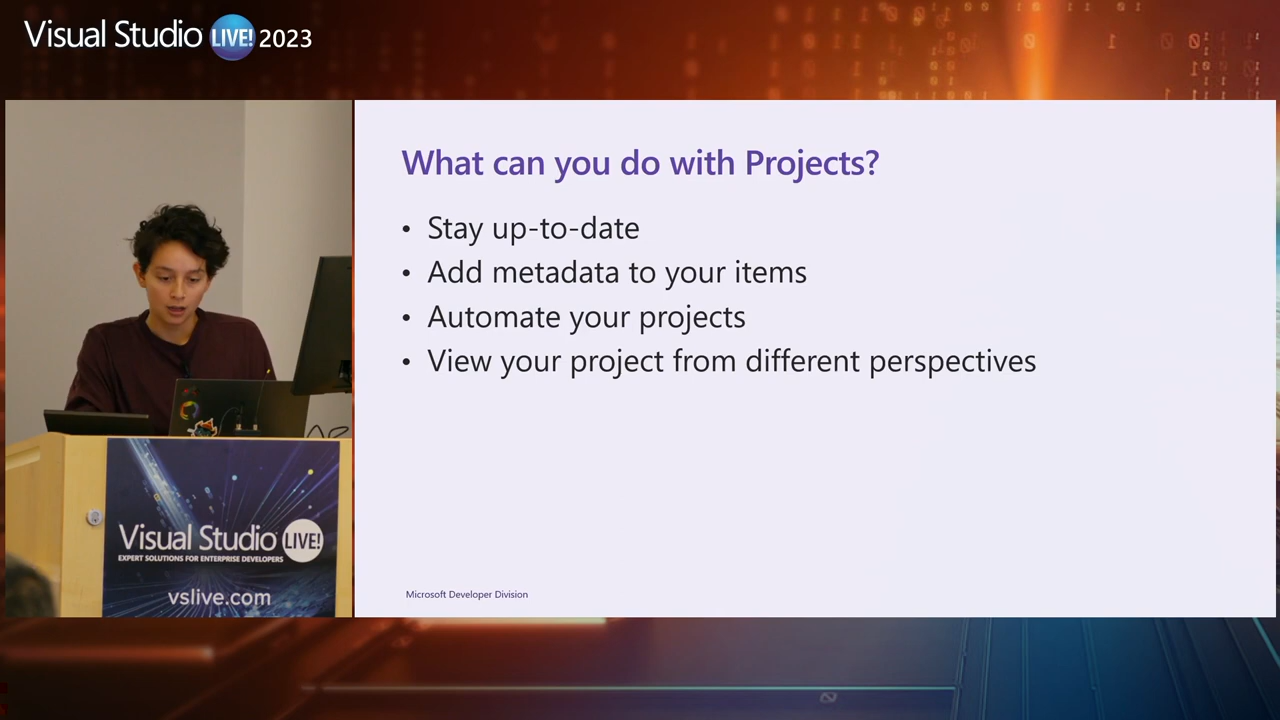 Visual Studio LIVE! 2023
What can you do with Projects?
• Stay up-to-date
• Add metadata to your items
• Automate your projects
• View your project from different perspectives
Microsoft Developer Division
Visual Studio LIVE!
EXPERT SOLUTIONS FOR ENTERPRISE DEVELOPERS
vslive.com